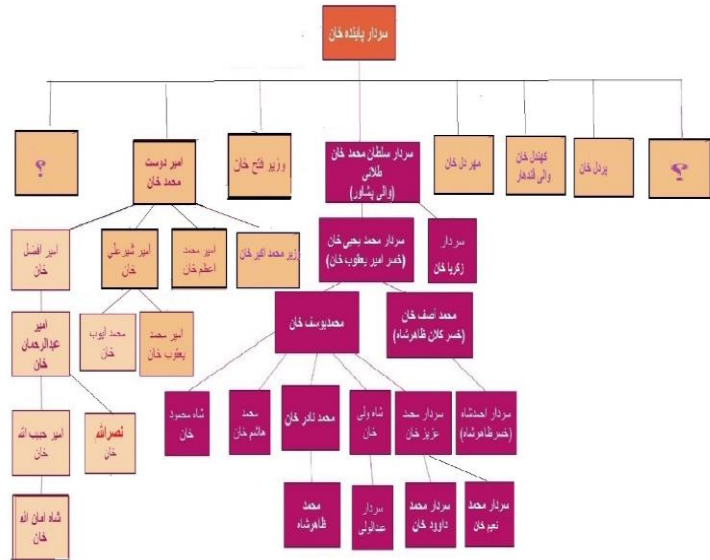 سردار پاینده خان
؟
امیر دوست
محمد خان
وزیر فتح خان
سردار سلطان محمد خان
طلائی
(والی پشاور)
مهر دل خان
کهندل خان
والی قندهار
پردل خان
؟
امیر افضل
خان
امیر شیرعلی
خان
امیر محمد
اعظم خان
وزیر محمد اکبر خان
سردار محمد یحیی خان
(خسر امیر یعقوب خان)
سردار
زکریا خان
امیر
عبدالرحمان
خان
محمد ایوب
خان
امیر محمد
یعقوب خان
محمدیوسف خان
محمد آصف خان
(خسر کلان ظاهرشاه)
امیر حبیب الله
خان
نصرالله
خان
شاه محمود
خان
محمد
هاشم خان
محمد نادر خان
شاه ولی
خان
سردار محمد
عزیز خان
سردار احمدشاه
(خسرظاهرشاه)
شاه امان الله
خان
محمد
ظاهرشاه
سردار
عبدالولی
سردار محمد
داوود خان
سردار محمد
نعیم خان